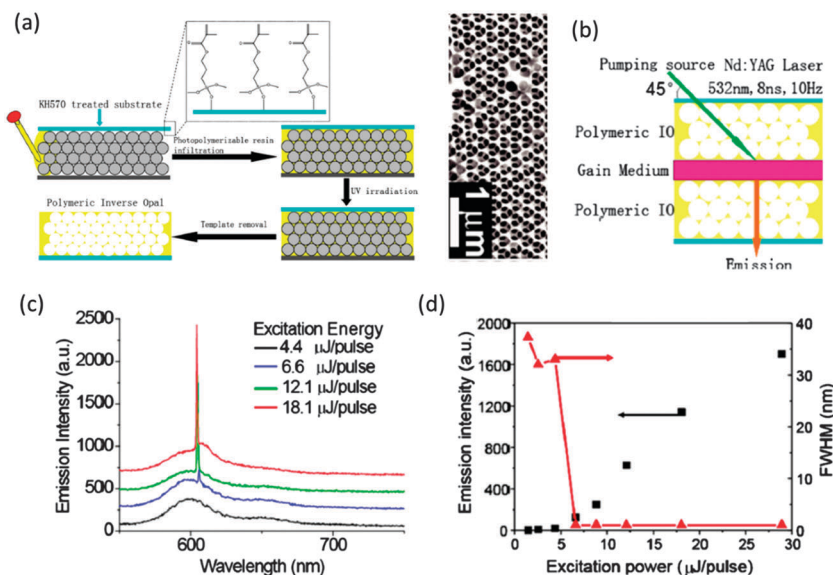 (a)
KH570 treated substrate
Photopolymerizable resin
infiltration
UV irradiation
Polymeric Inverse Opal
Template removal
1 μm
(b)
Pumping source Nd:YAG Laser
45° 532nm, 8ns, 10Hz
Polymeric IO
Gain Medium
Polymeric IO
Emission
(c)
2500
2000
1500
1000
500
0
Emission Intensity (a.u.)
Excitation Energy
4.4 μJ/pulse
6.6 μJ/pulse
12.1 μJ/pulse
18.1 μJ/pulse
600
700
Wavelength (nm)
(d)
2000
1600
1200
800
400
0
Emission intensity (a.u.)
40
30
20
10
0
FWHM (nm)
0 5 10 15 20 25 30
Excitation power (μJ/pulse)